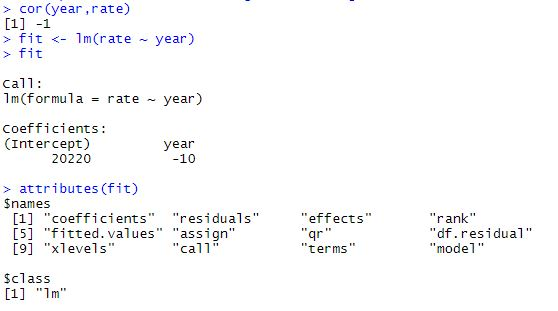 > cor(year,rate)
[1] -1
> fit <- lm(rate ~ year)
> fit
Call:
lm(formula = rate ~ year)
Coefficients:
(Intercept)         year
      20220          -10
> attributes(fit)
$names
 [1] "coefficients"  "residuals"     "effects"       "rank"
 [5] "fitted.values" "assign"        "qr"            "df.residual"
 [9] "xlevels"       "call"          "terms"         "model"
$class
[1] "lm"